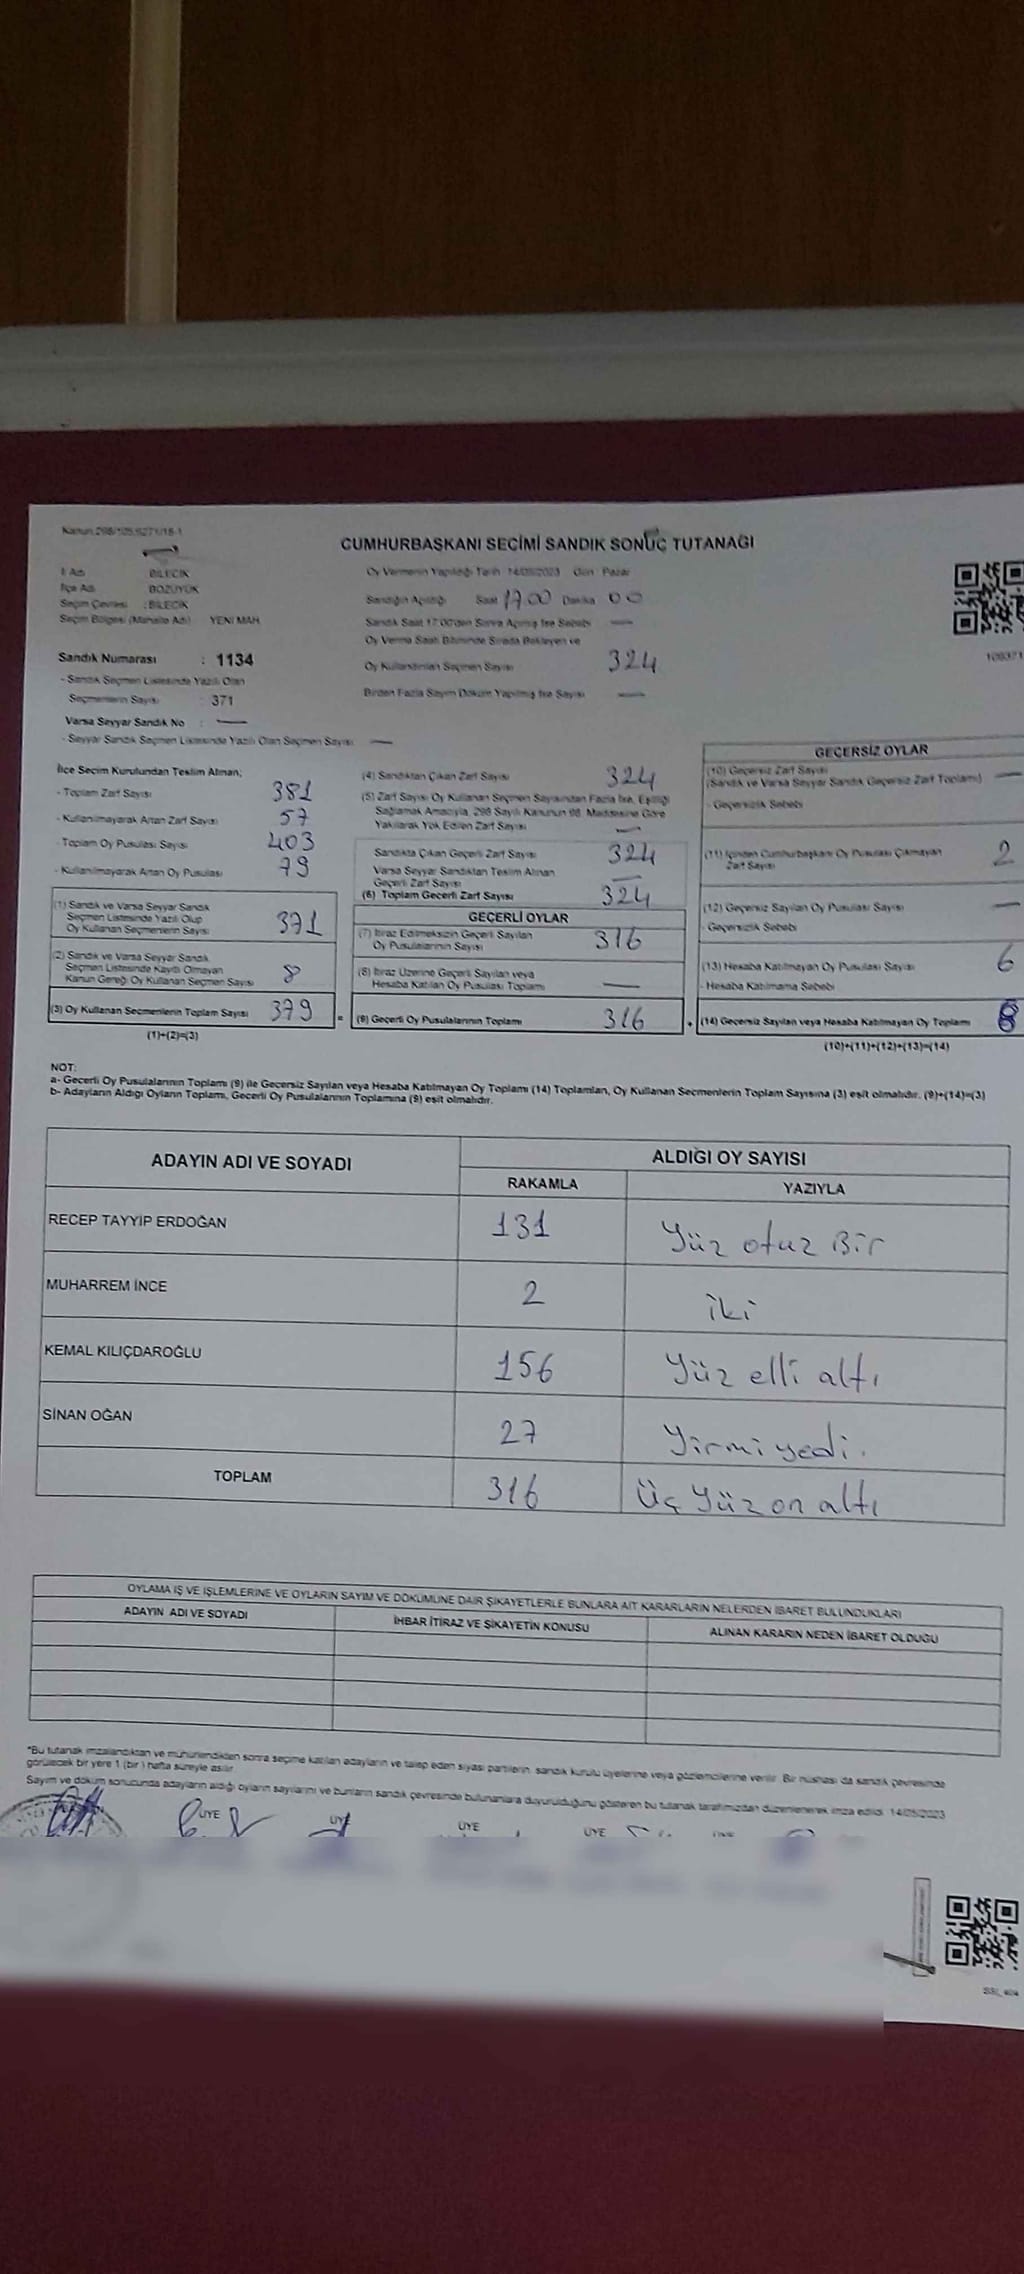 Kanun:298/105,6271/18-1
CUMHURBAŞKANI SEÇİMİ SANDIK SONUÇ TUTANAĞI
İl Adı : BİLECİK
İlçe Adı : BOZÜYÜK
Seçim Çevresi : BİLECİK
Seçim Bölgesi (Mahalle Adı) YENİ MAH.
Oy Vermenin Yapıldığı Tarih : 14/05/2023 Gün : Pazar
Sandığın Açıldığı Saat 17.00 Dakika 00
Sandık Saat 17:00'den Sonra Açılmış İse Sebebi —
Oy Verme Saati Bitiminde Sırada Bekleyen ve
Oy Kullandırılan Seçmen Sayısı 324
Birden Fazla Sayım Döküm Yapılmış İse Sayısı —
Sandık Numarası : 1134
- Sandık Seçmen Listesinde Yazılı Olan
Seçmenlerin Sayısı : 371
Varsa Seyyar Sandık No : —
- Seyyar Sandık Seçmen Listesinde Yazılı Olan Seçmen Sayısı —
İlçe Seçim Kurulundan Teslim Alınan;
- Toplam Zarf Sayısı 381
- Kullanılmayarak Artan Zarf Sayısı 57
- Toplam Oy Pusulası Sayısı 403
- Kullanılmayarak Artan Oy Pusulası 79
(1) Sandık ve Varsa Seyyar Sandık
Seçmen Listesinde Yazılı Olup
Oy Kullanan Seçmenlerin Sayısı 371
(2) Sandık ve Varsa Seyyar Sandık
Seçmen Listesinde Kayıtlı Olmayan
Kanun Gereği Oy Kullanan Seçmen Sayısı 8
(3) Oy Kullanan Seçmenlerin Toplam Sayısı 379
(1)+(2)=(3)
(4) Sandıktan Çıkan Zarf Sayısı 324
(5) Zarf Sayısı Oy Kullanan Seçmen Sayısından Fazla İse, Eşitliği
Sağlamak Amacıyla, 298 Sayılı Kanunun 98. Maddesine Göre
Yakılarak Yok Edilen Zarf Sayısı —
Sandıkta Çıkan Geçerli Zarf Sayısı 324
Varsa Seyyar Sandıktan Teslim Alınan
Geçerli Zarf Sayısı —
(6) Toplam Geçerli Zarf Sayısı 324
GEÇERLİ OYLAR
(7) İtiraz Edilmeksizin Geçerli Sayılan
Oy Pusulalarının Sayısı 316
(8) İtiraz Üzerine Geçerli Sayılan veya
Hesaba Katılan Oy Pusulası Toplamı —
= (9) Geçerli Oy Pusulalarının Toplamı 316
GEÇERSİZ OYLAR
(10) Geçersiz Zarf Sayısı
(Sandık ve Varsa Seyyar Sandık Geçersiz Zarf Toplamı) —
- Geçersizlik Sebebi
(11) İçinden Cumhurbaşkanı Oy Pusulası Çıkmayan
Zarf Sayısı 2
(12) Geçersiz Sayılan Oy Pusulası Sayısı —
- Geçersizlik Sebebi
(13) Hesaba Katılmayan Oy Pusulası Sayısı 6
- Hesaba Katılmama Sebebi
+ (14) Geçersiz Sayılan veya Hesaba Katılmayan Oy Toplamı 8
(10)+(11)+(12)+(13)=(14)
NOT:
a- Geçerli Oy Pusulalarının Toplamı (9) ile Geçersiz Sayılan veya Hesaba Katılmayan Oy Toplamı (14) Toplamları, Oy Kullanan Seçmenlerin Toplam Sayısına (3) eşit olmalıdır. (9)+(14)=(3)
b- Adayların Aldığı Oyların Toplamı, Geçerli Oy Pusulalarının Toplamına (9) eşit olmalıdır.
ADAYIN ADI VE SOYADI
ALDIĞI OY SAYISI
RAKAMLA YAZIYLA
RECEP TAYYİP ERDOĞAN 131 Yüz otuz Bir
MUHARREM İNCE 2 iki
KEMAL KILIÇDAROĞLU 156 Yüz elli altı
SİNAN OĞAN 27 Yirmi yedi.
TOPLAM 316 Üç Yüz on altı
OYLAMA İŞ VE İŞLEMLERİNE VE OYLARIN SAYIM VE DÖKÜMÜNE DAİR ŞİKAYETLERLE BUNLARA AİT KARARLARIN NELERDEN İBARET BULUNDUKLARI
ADAYIN ADI VE SOYADI İHBAR İTİRAZ VE ŞİKAYETİN KONUSU ALINAN KARARIN NEDEN İBARET OLDUĞU
*Bu tutanak imzalandıktan ve mühürlendikten sonra seçime katılan adayların ve talep eden siyasi partilerin sandık kurulu üyelerine veya gözlemcilerine verilir. Bir nüshası da sandık çevresinde
görülecek bir yere 1 (bir) hafta süreyle asılır.
Sayım ve döküm sonucunda adayların aldığı oyların sayılarını ve bunların sandık çevresinde bulunanlara duyurulduğunu gösteren bu tutanak tarafımızdan düzenlenerek imza edildi. 14/05/2023
ÜYE ÜYE ÜYE ÜYE